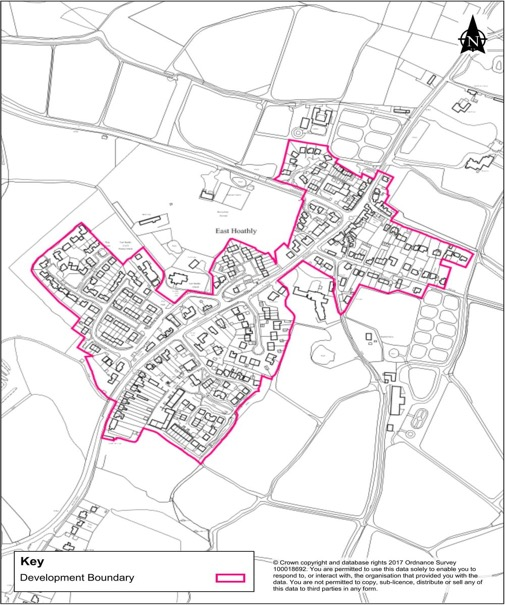 N
East Hoathly
Key
Development Boundary
© Crown copyright and database rights 2017 Ordnance Survey
100018692. You are permitted to use this data solely to enable you to
respond to, or interact with, the organisation that provided you with the
data. You are not permitted to copy, sub-licence, distribute or sell any of
this data to third parties in any form.